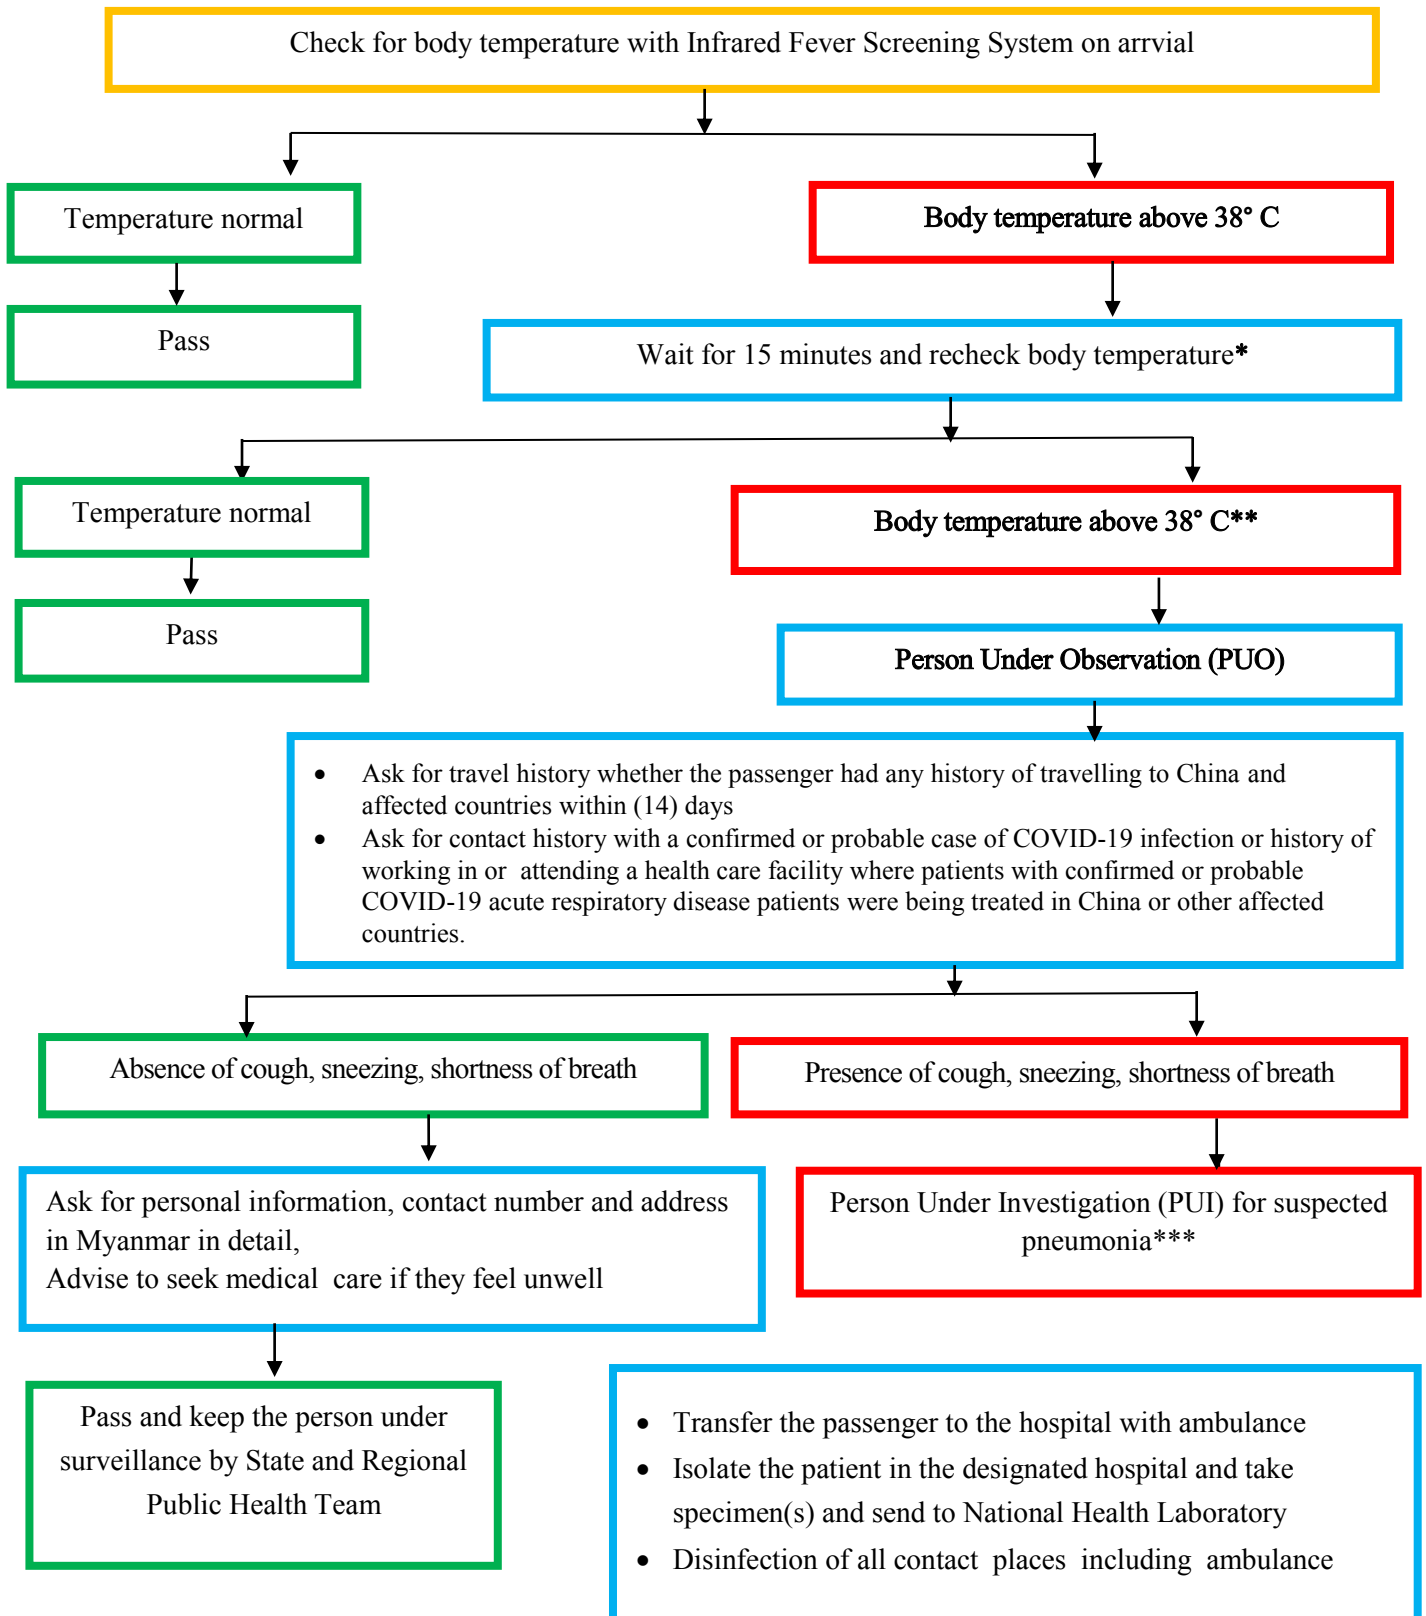 Check for body temperature with Infrared Fever Screening System on arrvial
Temperature normal
Body temperature above 38° C
Pass
Wait for 15 minutes and recheck body temperature*
Temperature normal
Body temperature above 38° C**
Pass
Person Under Observation (PUO)
• Ask for travel history whether the passenger had any history of travelling to China and
affected countries within (14) days
• Ask for contact history with a confirmed or probable case of COVID-19 infection or history of
working in or attending a health care facility where patients with confirmed or probable
COVID-19 acute respiratory disease patients were being treated in China or other affected
countries.
Absence of cough, sneezing, shortness of breath
Presence of cough, sneezing, shortness of breath
Ask for personal information, contact number and address
in Myanmar in detail,
Advise to seek medical care if they feel unwell
Person Under Investigation (PUI) for suspected
pneumonia***
Pass and keep the person under
surveillance by State and Regional
Public Health Team
• Transfer the passenger to the hospital with ambulance
• Isolate the patient in the designated hospital and take
specimen(s) and send to National Health Laboratory
• Disinfection of all contact places including ambulance